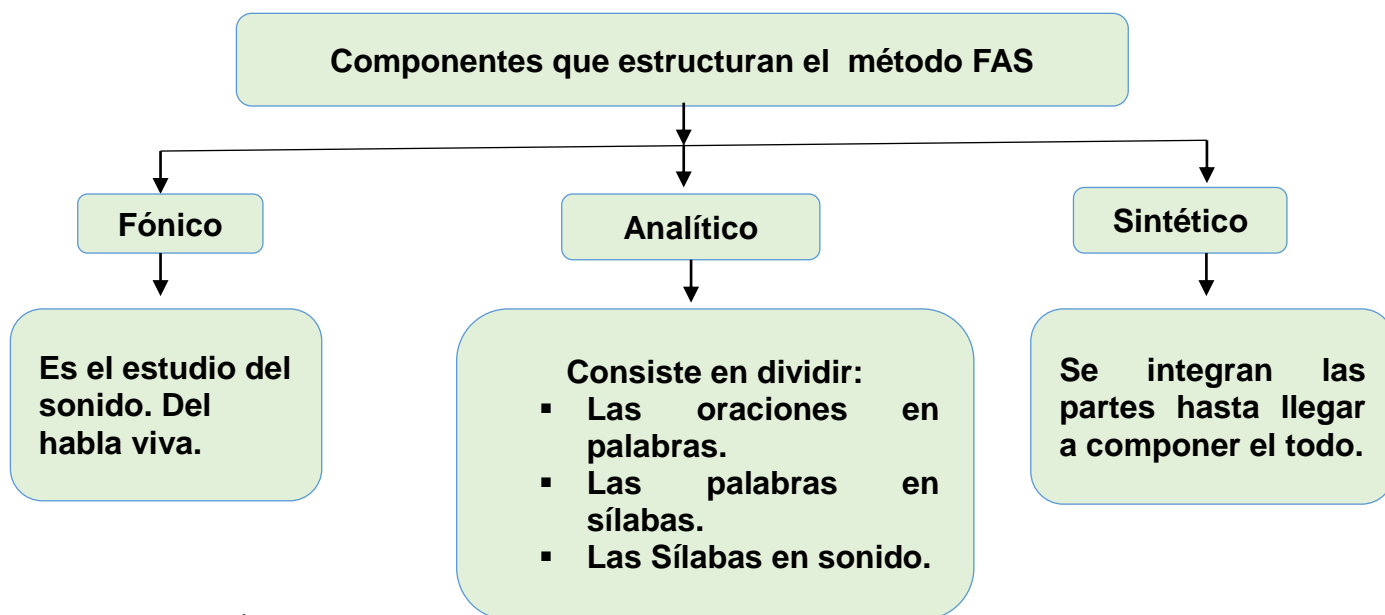 Componentes que estructuran el método FAS
Fónico
Analítico
Sintético
Es el estudio del
sonido. Del
habla viva.
Consiste en dividir:
▪ Las oraciones en
palabras.
▪ Las palabras en
sílabas.
▪ Las Sílabas en sonido.
Se integran las
partes hasta llegar
a componer el todo.